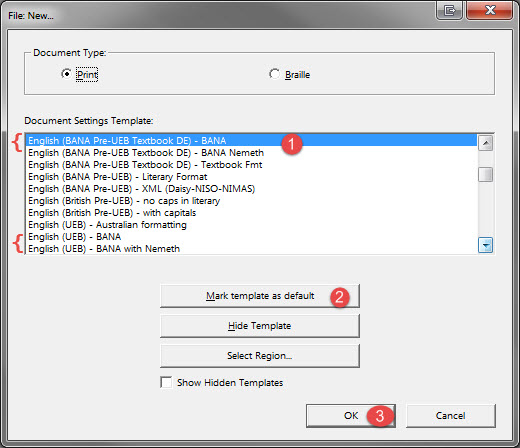 File: New...
Document Type:
Print
Braille
Document Settings Template:
{ English (BANA Pre-UEB Textbook DE) - BANA 1
English (BANA Pre-UEB Textbook DE) - BANA Nemeth
English (BANA Pre-UEB Textbook DE) - Textbook Fmt
English (BANA Pre-UEB) - Literary Format
English (BANA Pre-UEB) - XML (Daisy-NISO-NIMAS)
English (British Pre-UEB) - no caps in literary
English (British Pre-UEB) - with capitals
English (UEB) - Australian formatting
{ English (UEB) - BANA
English (UEB) - BANA with Nemeth
Mark template as default 2
Hide Template
Select Region...
Show Hidden Templates
OK 3
Cancel